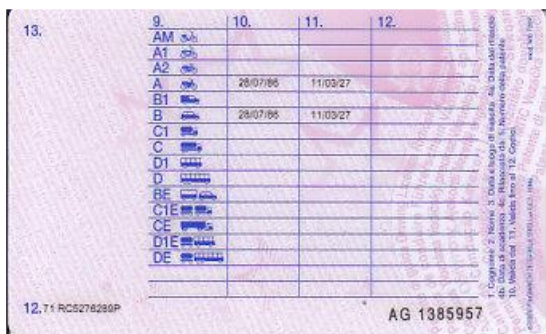 13.
9. 10. 11. 12.
AM
A1
A2
A 28/07/86 11/03/27
B1
B 28/07/86 11/03/27
C1
C
D1
D
BE
C1E
CE
D1E
DE
12.71 RC5276289P
AG 1385957
1. Cognome 2. Nome 3. Data e luogo di nascita 4a. Data del rilascio
4b. Data di scadenza 4c. Rilasciato da 5. Numero della patente
10. Valida dal 11. Valida fino al 12. Codici